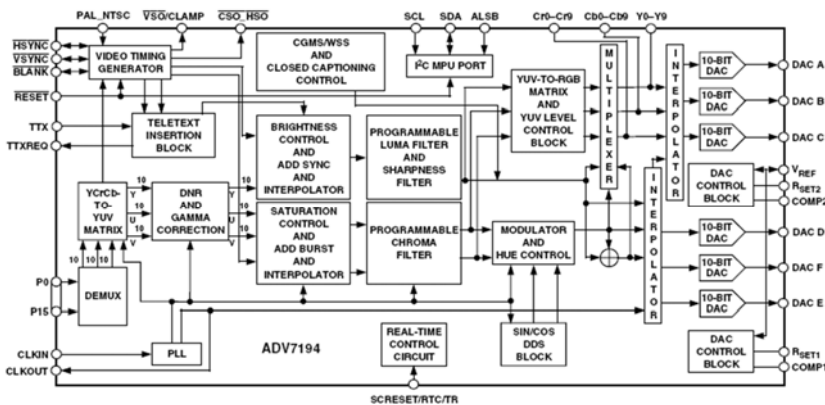 PAL_NTSC
VSO/CLAMP
CSO_HSO
SCL
SDA
ALSB
Cr0–Cr9
Cb0–Cb9
Y0–Y9
HSYNC
VSYNC
BLANK
RESET
TTX
TTXREQ
P0
P15
CLKIN
CLKOUT
VIDEO TIMING
GENERATOR
CGMS/WSS
AND
CLOSED CAPTIONING
CONTROL
I²C MPU PORT
TELETEXT
INSERTION
BLOCK
BRIGHTNESS
CONTROL
AND
ADD SYNC
AND
INTERPOLATOR
PROGRAMMABLE
LUMA FILTER
AND
SHARPNESS
FILTER
YUV-TO-RGB
MATRIX
AND
YUV LEVEL
CONTROL
BLOCK
MULTIPLEXER
INTERPOLATOR
10-BIT
DAC
DAC A
10-BIT
DAC
DAC B
10-BIT
DAC
DAC C
YCrCb-
TO-
YUV
MATRIX
10
Y
10
U
10
V
DNR
AND
GAMMA
CORRECTION
10
Y
10
U
10
V
SATURATION
CONTROL
AND
ADD BURST
AND
INTERPOLATOR
PROGRAMMABLE
CHROMA
FILTER
MODULATOR
AND
HUE CONTROL
INTERPOLATOR
DAC
CONTROL
BLOCK
VREF
RSET2
COMP2
10-BIT
DAC
DAC D
10-BIT
DAC
DAC F
10-BIT
DAC
DAC E
10
10
10
DEMUX
PLL
ADV7194
REAL-TIME
CONTROL
CIRCUIT
SIN/COS
DDS
BLOCK
DAC
CONTROL
BLOCK
RSET1
COMP1
SCRESET/RTC/TR